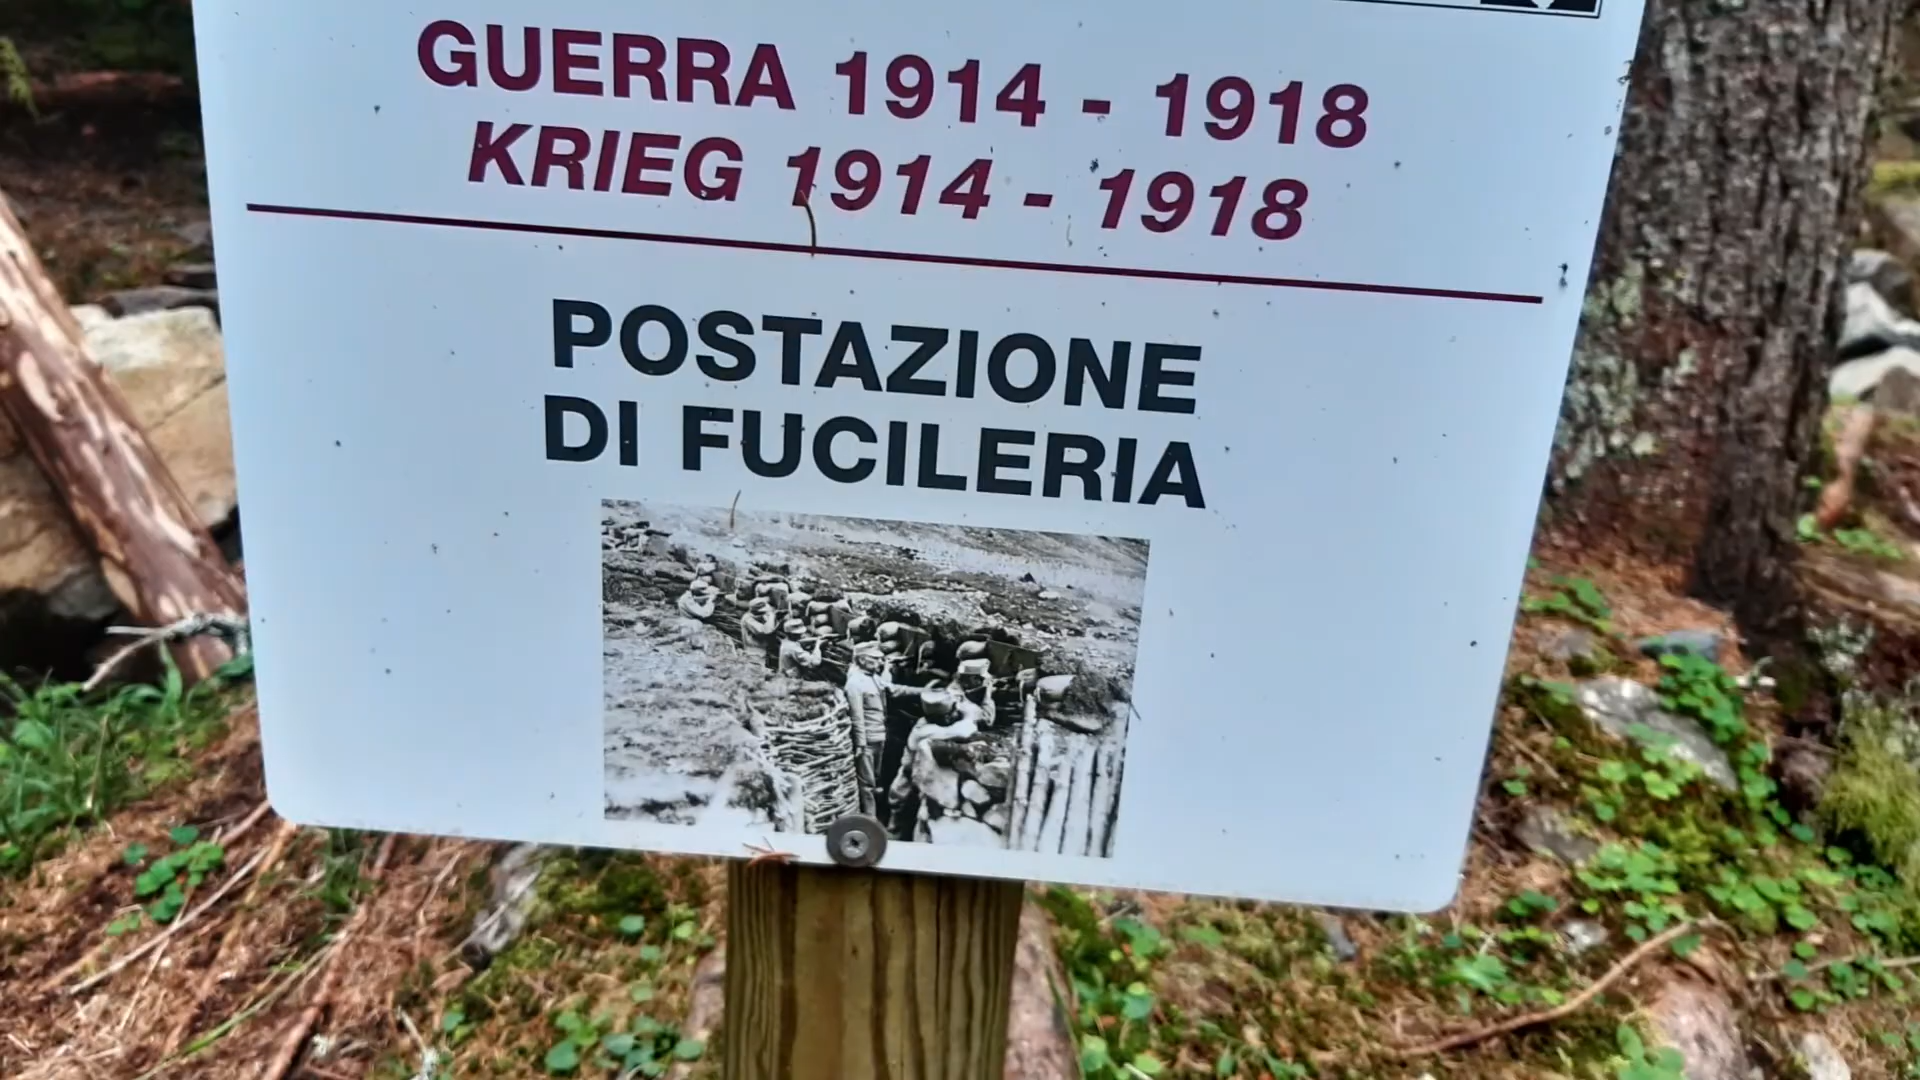 GUERRA 1914 - 1918
KRIEG 1914 - 1918
POSTAZIONE
DI FUCILERIA